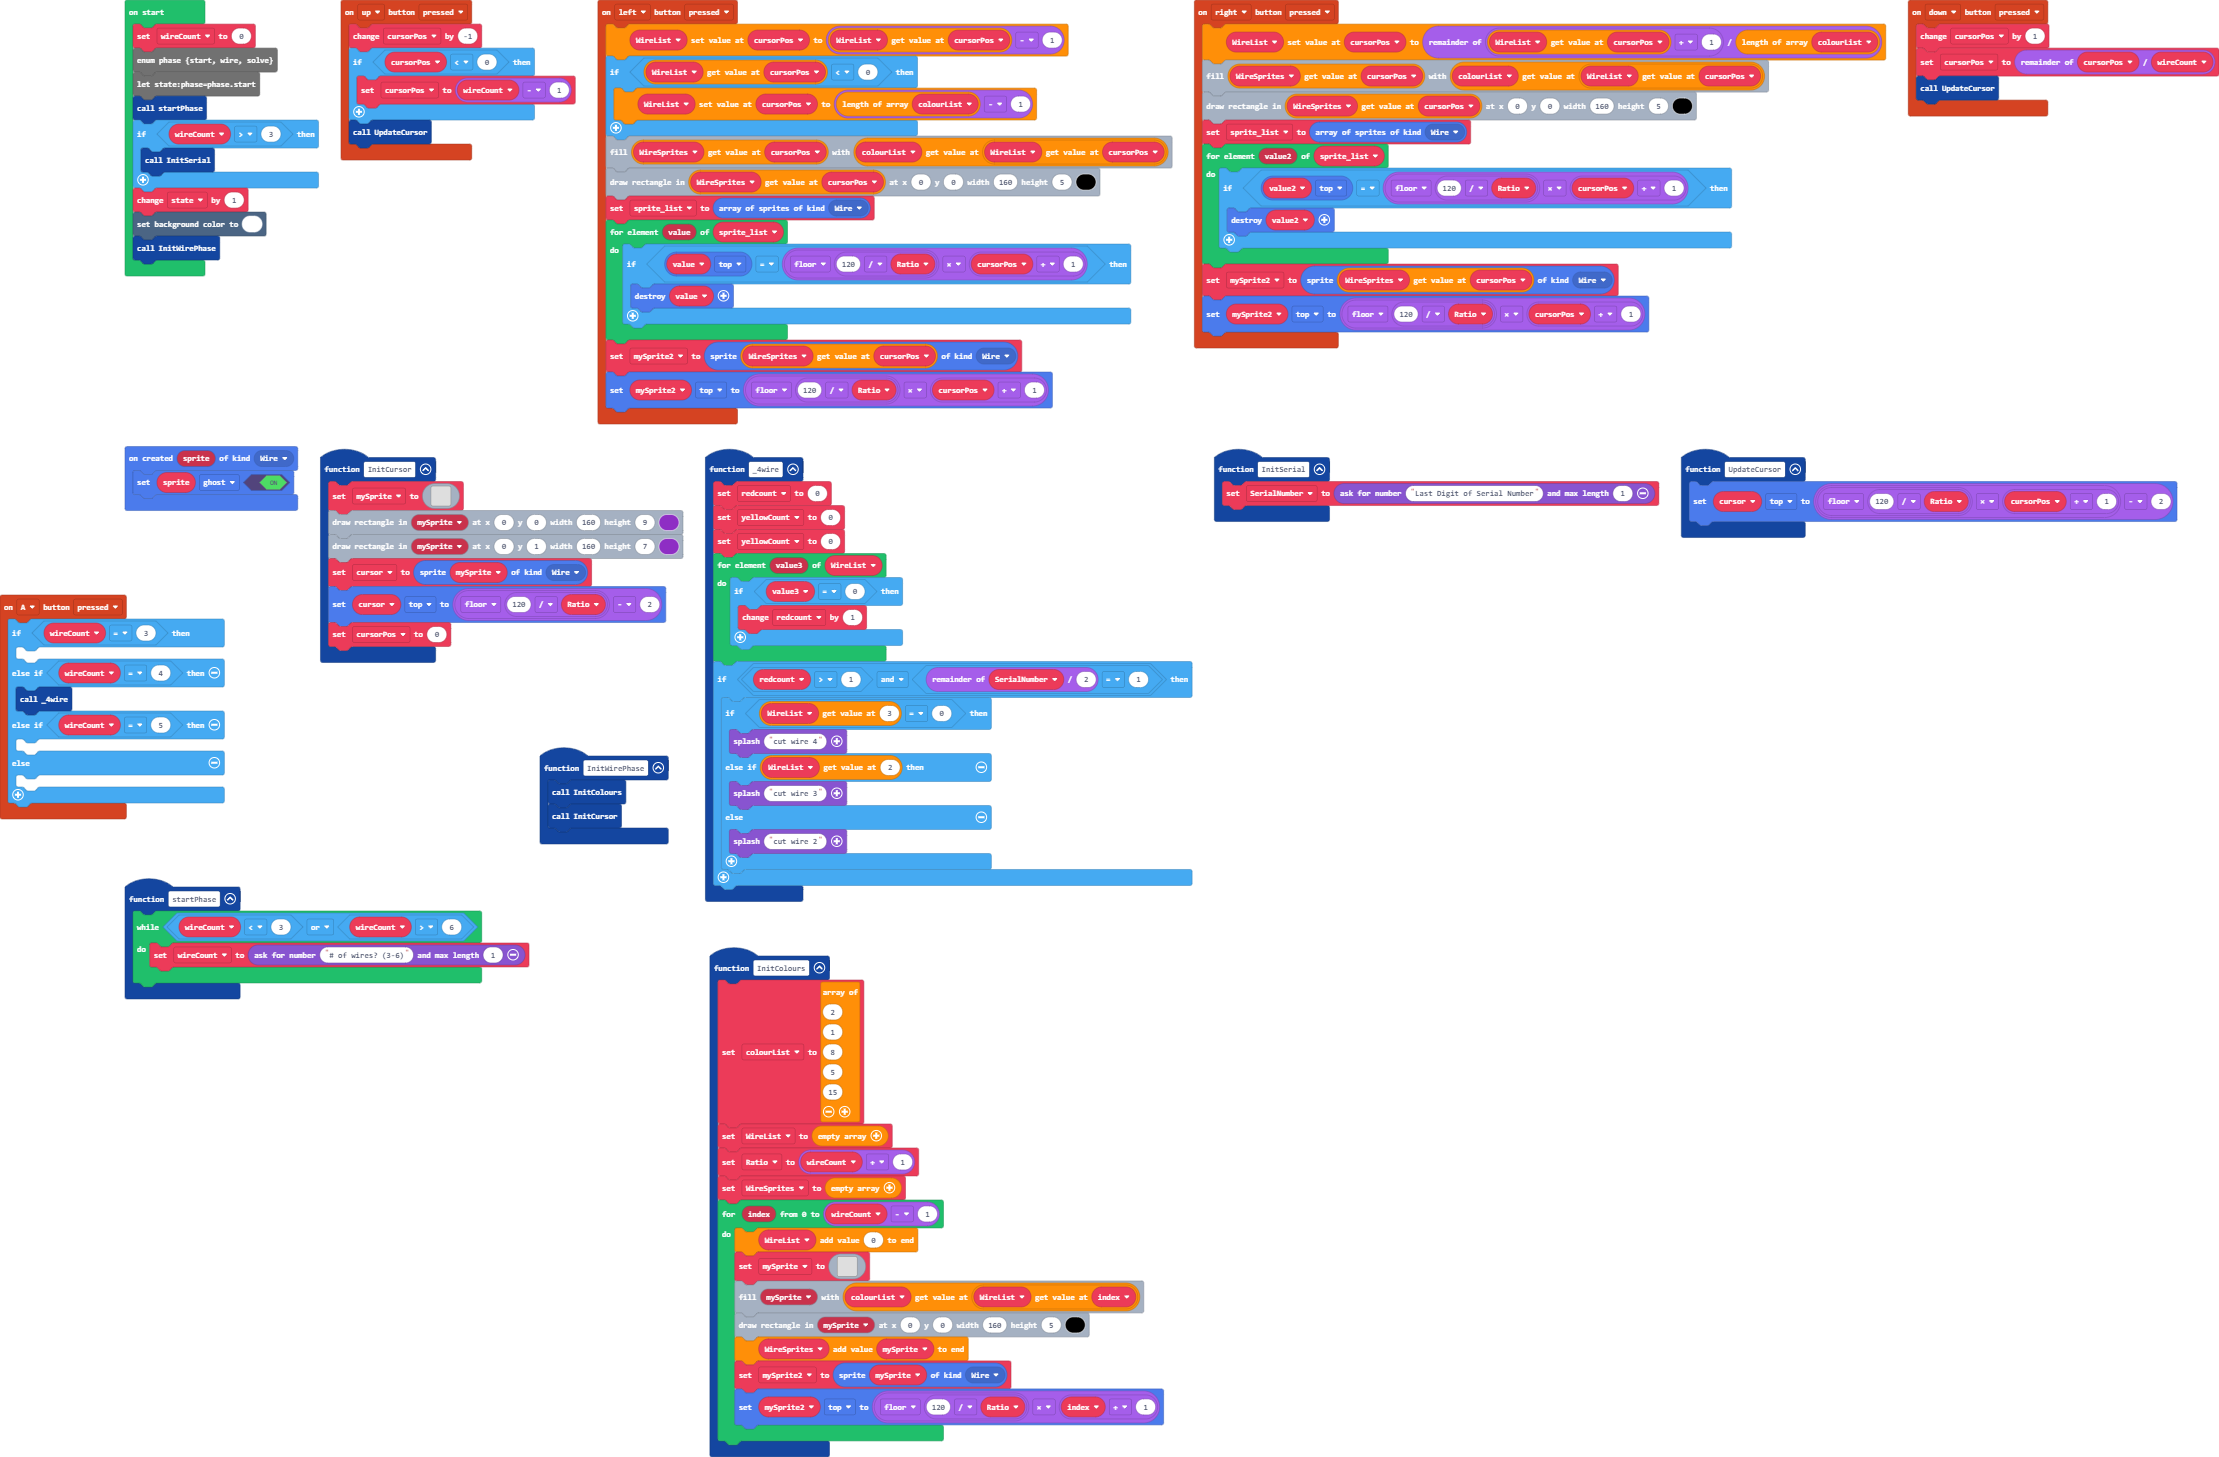 on start
set wireCount to 0
enum phase {start, wire, solve}
let state:phase=phase.start
call startPhase
if wireCount > 3 then
call InitSerial
change state by 1
set background color to
call InitWirePhase
on up button pressed
change cursorPos by -1
if cursorPos < 0 then
set cursorPos to wireCount - 1
call UpdateCursor
on left button pressed
WireList set value at cursorPos to WireList get value at cursorPos - 1
if WireList get value at cursorPos < 0 then
WireList set value at cursorPos to length of array colourList - 1
fill WireSprites get value at cursorPos with colourList get value at WireList get value at cursorPos
draw rectangle in WireSprites get value at cursorPos at x 0 y 0 width 160 height 5
set sprite_list to array of sprites of kind Wire
for element value of sprite_list
do
if value top = floor 120 / Ratio × cursorPos + 1 then
destroy value
set mySprite2 to sprite WireSprites get value at cursorPos of kind Wire
set mySprite2 top to floor 120 / Ratio × cursorPos + 1
on right button pressed
WireList set value at cursorPos to remainder of WireList get value at cursorPos + 1 / length of array colourList
fill WireSprites get value at cursorPos with colourList get value at WireList get value at cursorPos
draw rectangle in WireSprites get value at cursorPos at x 0 y 0 width 160 height 5
set sprite_list to array of sprites of kind Wire
for element value2 of sprite_list
do
if value2 top = floor 120 / Ratio × cursorPos + 1 then
destroy value2
set mySprite2 to sprite WireSprites get value at cursorPos of kind Wire
set mySprite2 top to floor 120 / Ratio × cursorPos + 1
on down button pressed
change cursorPos by 1
set cursorPos to remainder of cursorPos / wireCount
call UpdateCursor
on created sprite of kind Wire
set sprite ghost ON
function InitCursor
set mySprite to
draw rectangle in mySprite at x 0 y 0 width 160 height 9
draw rectangle in mySprite at x 0 y 1 width 160 height 7
set cursor to sprite mySprite of kind Wire
set cursor top to floor 120 / Ratio - 2
set cursorPos to 0
function _4wire
set redcount to 0
set yellowCount to 0
set yellowCount to 0
for element value3 of WireList
do
if value3 = 0 then
change redcount by 1
if redcount > 1 and remainder of SerialNumber / 2 = 1 then
if WireList get value at 3 = 0 then
splash "cut wire 4"
else if WireList get value at 2 then
splash "cut wire 3"
else
splash "cut wire 2"
function InitSerial
set SerialNumber to ask for number "Last Digit of Serial Number" and max length 1
function UpdateCursor
set cursor top to floor 120 / Ratio × cursorPos + 1 - 2
on A button pressed
if wireCount = 3 then
else if wireCount = 4 then
call _4wire
else if wireCount = 5 then
else
function InitWirePhase
call InitColours
call InitCursor
function startPhase
while wireCount < 3 or wireCount > 6
do
set wireCount to ask for number "# of wires? (3-6)" and max length 1
function InitColours
set colourList to array of
2
1
8
5
15
set WireList to empty array
set Ratio to wireCount + 1
set WireSprites to empty array
for index from 0 to wireCount - 1
do
WireList add value 0 to end
set mySprite to
fill mySprite with colourList get value at WireList get value at index
draw rectangle in mySprite at x 0 y 0 width 160 height 5
WireSprites add value mySprite to end
set mySprite2 to sprite mySprite of kind Wire
set mySprite2 top to floor 120 / Ratio × index + 1